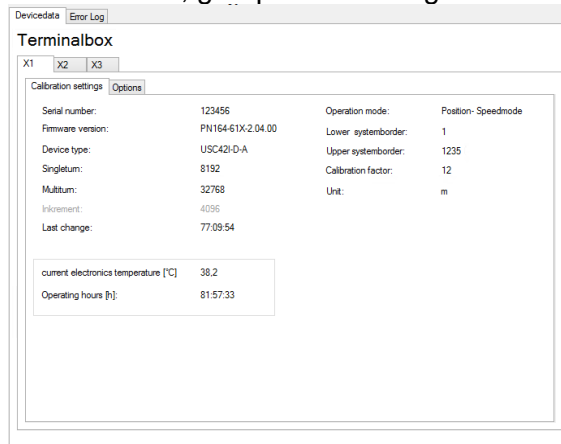 Devicedata Error Log
Terminalbox
X1 X2 X3
Calibration settings Options
Serial number: 123456 Operation mode: Position- Speedmode
Firmware version: PN164-61X-2.04.00 Lower systemborder: 1
Device type: USC42I-D-A Upper systemborder: 1235
Singleturn: 8192 Calibration factor: 12
Multiturn: 32768 Unit: m
Inkrement: 4096
Last change: 77:09:54
current electronics temperature [°C] 38,2
Operating hours [h]: 81:57:33